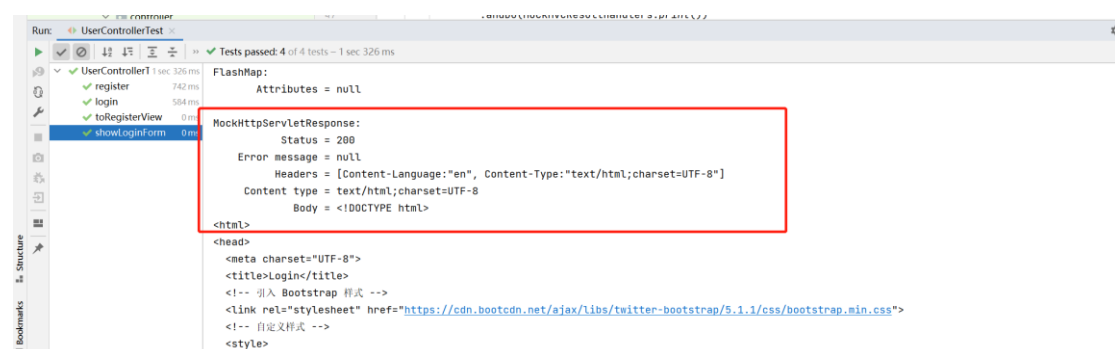 controller
47
.andDo(MockMvcResultHandlers.print())
Run:
UserControllerTest
Tests passed: 4 of 4 tests – 1 sec 326 ms
UserControllerT 1 sec 326 ms
register 742 ms
login 584 ms
toRegisterView 0 ms
showLoginForm 0 ms
FlashMap:
Attributes = null
MockHttpServletResponse:
Status = 200
Error message = null
Headers = [Content-Language:"en", Content-Type:"text/html;charset=UTF-8"]
Content type = text/html;charset=UTF-8
Body = <!DOCTYPE html>
<html>
<head>
<meta charset="UTF-8">
<title>Login</title>
<!-- 引入 Bootstrap 样式 -->
<link rel="stylesheet" href="https://cdn.bootcdn.net/ajax/libs/twitter-bootstrap/5.1.1/css/bootstrap.min.css">
<!-- 自定义样式 -->
<style>
Structure
Bookmarks